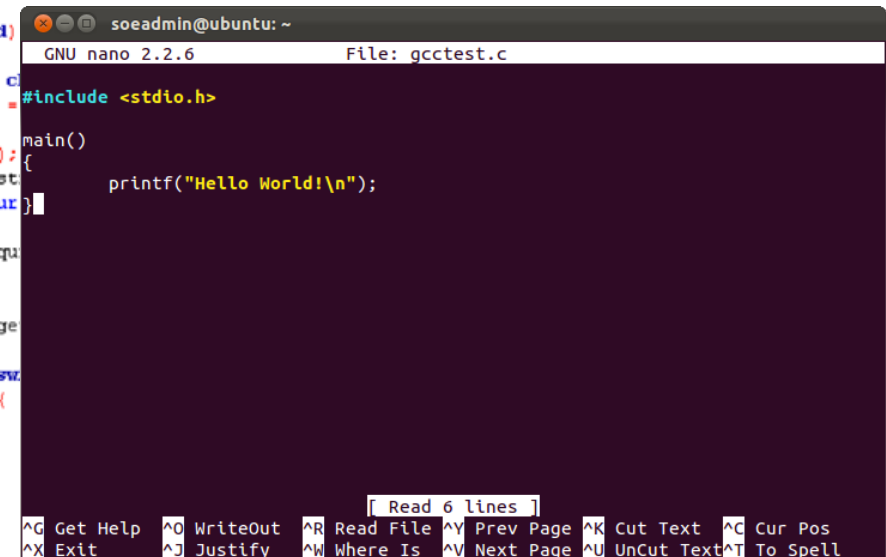 soeadmin@ubuntu: ~
GNU nano 2.2.6 File: gcctest.c
#include <stdio.h>
main()
{
printf("Hello World!\n");
}
[ Read 6 lines ]
^G Get Help ^O WriteOut ^R Read File ^Y Prev Page ^K Cut Text ^C Cur Pos
^X Exit ^J Justify ^W Where Is ^V Next Page ^U UnCut Text^T To Spell